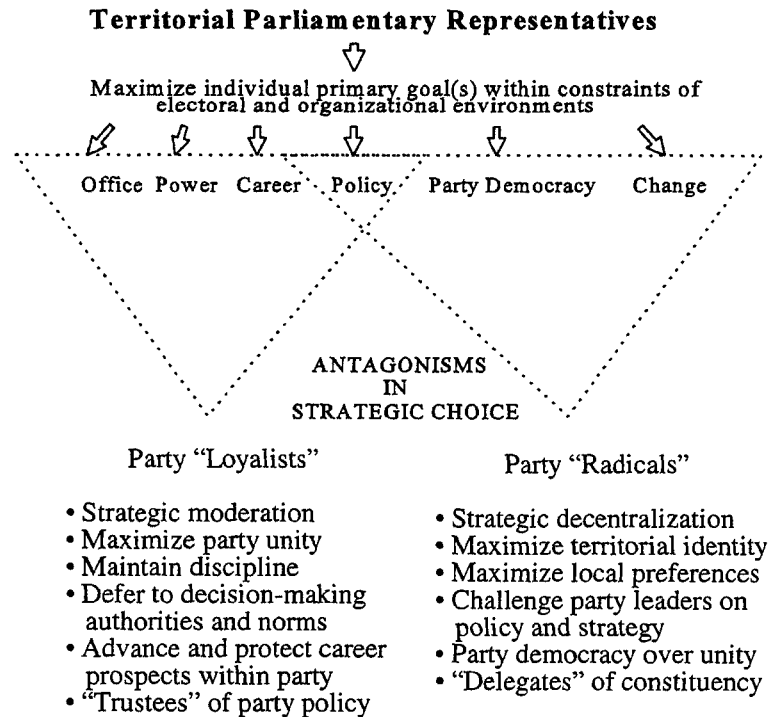 Territorial Parliamentary Representatives
Maximize individual primary goal(s) within constraints of
electoral and organizational environments
Office Power Career Policy Party Democracy Change
ANTAGONISMS
IN
STRATEGIC CHOICE
Party “Loyalists”
• Strategic moderation
• Maximize party unity
• Maintain discipline
• Defer to decision-making
authorities and norms
• Advance and protect career
prospects within party
• “Trustees” of party policy
Party “Radicals”
• Strategic decentralization
• Maximize territorial identity
• Maximize local preferences
• Challenge party leaders on
policy and strategy
• Party democracy over unity
• “Delegates” of constituency